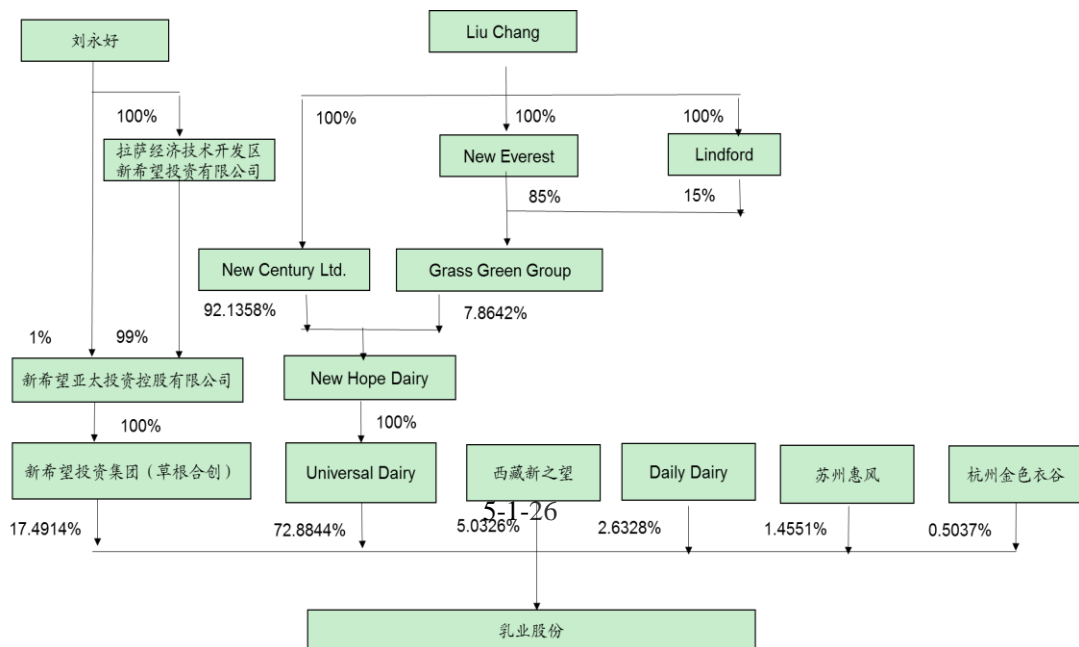 刘永好
Liu Chang
100%
100%
100%
100%
拉萨经济技术开发区
新希望投资有限公司
New Everest
Lindford
85%
15%
New Century Ltd.
Grass Green Group
92.1358%
7.8642%
1%
99%
新希望亚太投资控股有限公司
New Hope Dairy
100%
100%
新希望投资集团（草根合创）
Universal Dairy
西藏新之望
Daily Dairy
苏州惠风
杭州金色衣谷
5-1-26
17.4914%
72.8844%
5.0326%
2.6328%
1.4551%
0.5037%
乳业股份